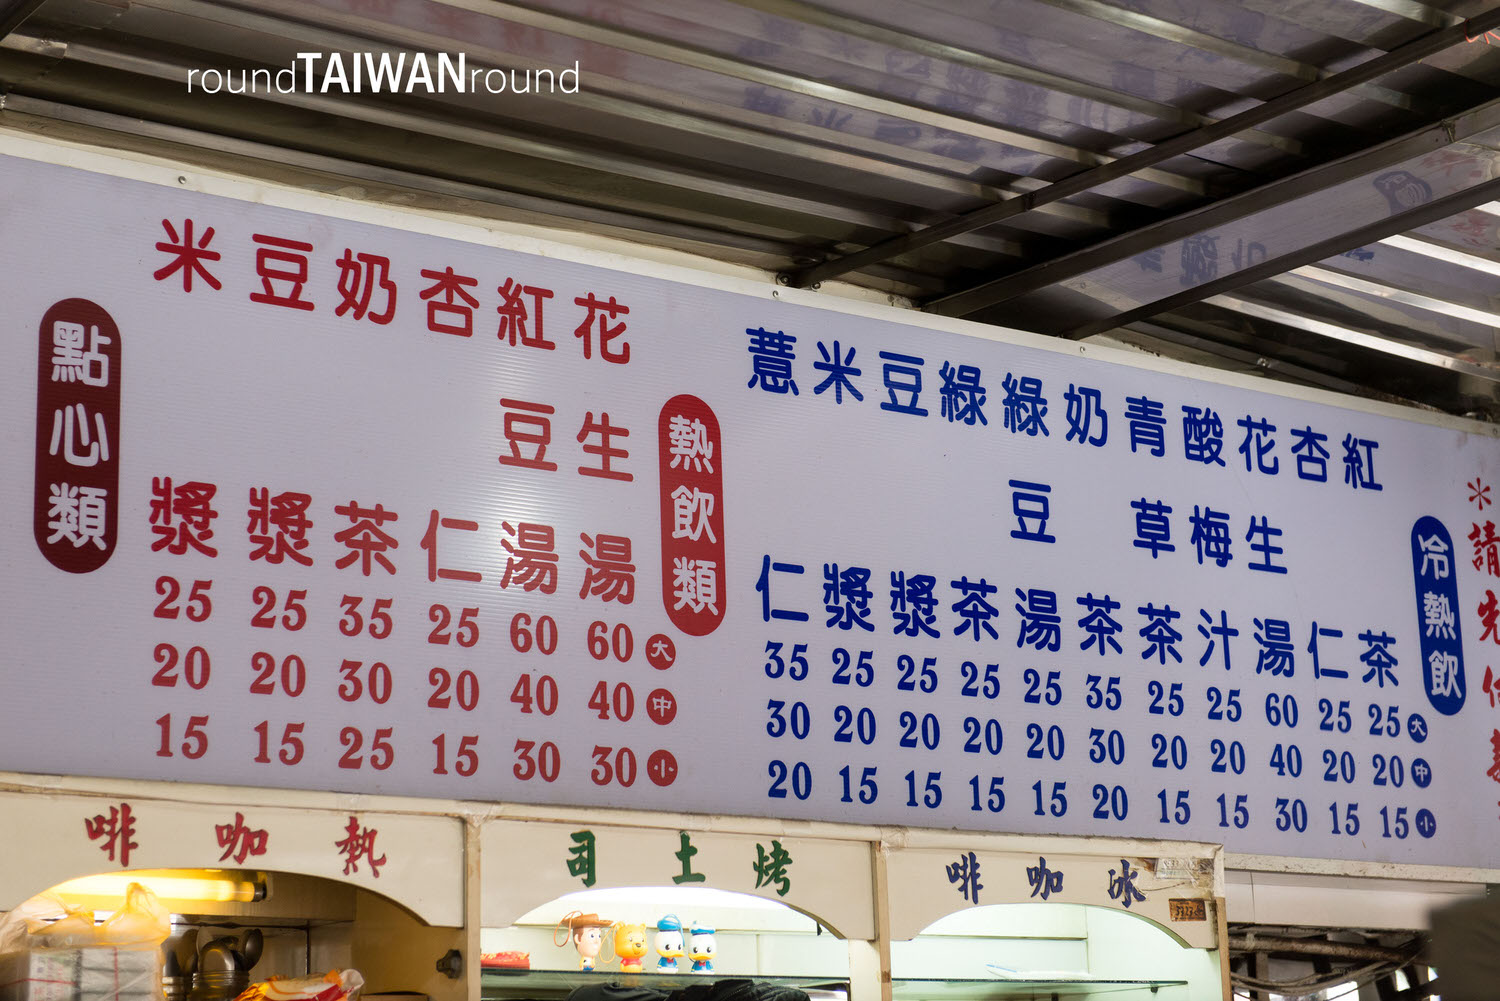 roundTAIWANround
＊請先付
冷熱飲
大 中 小
紅茶 25 20 15
杏仁 25 20 15
花生湯 60 40 30
酸梅汁 25 20 15
青草茶 25 20 15
奶茶 35 30 20
綠豆湯 25 20 15
綠茶 25 20 15
豆漿 25 20 15
米漿 25 20 15
薏仁 35 30 20
熱飲類
大 中 小
花生湯 60 40 30
紅豆湯 60 40 30
杏仁 25 20 15
奶茶 35 30 25
豆漿 25 20 15
米漿 25 20 15
點心類
冰咖啡
烤土司
熱咖啡